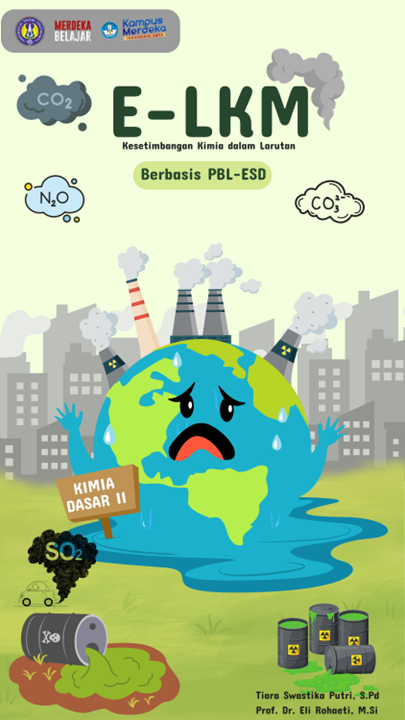 MERDEKA
BELAJAR
Kampus
Merdeka
CO₂
E-LKM
Kesetimbangan Kimia dalam Larutan
Berbasis PBL-ESD
N₂O
CO₃²⁻
KIMIA
DASAR II
SO₂
Tiara Swastika Putri, S.Pd
Prof. Dr. Eli Rohaeti, M.Si